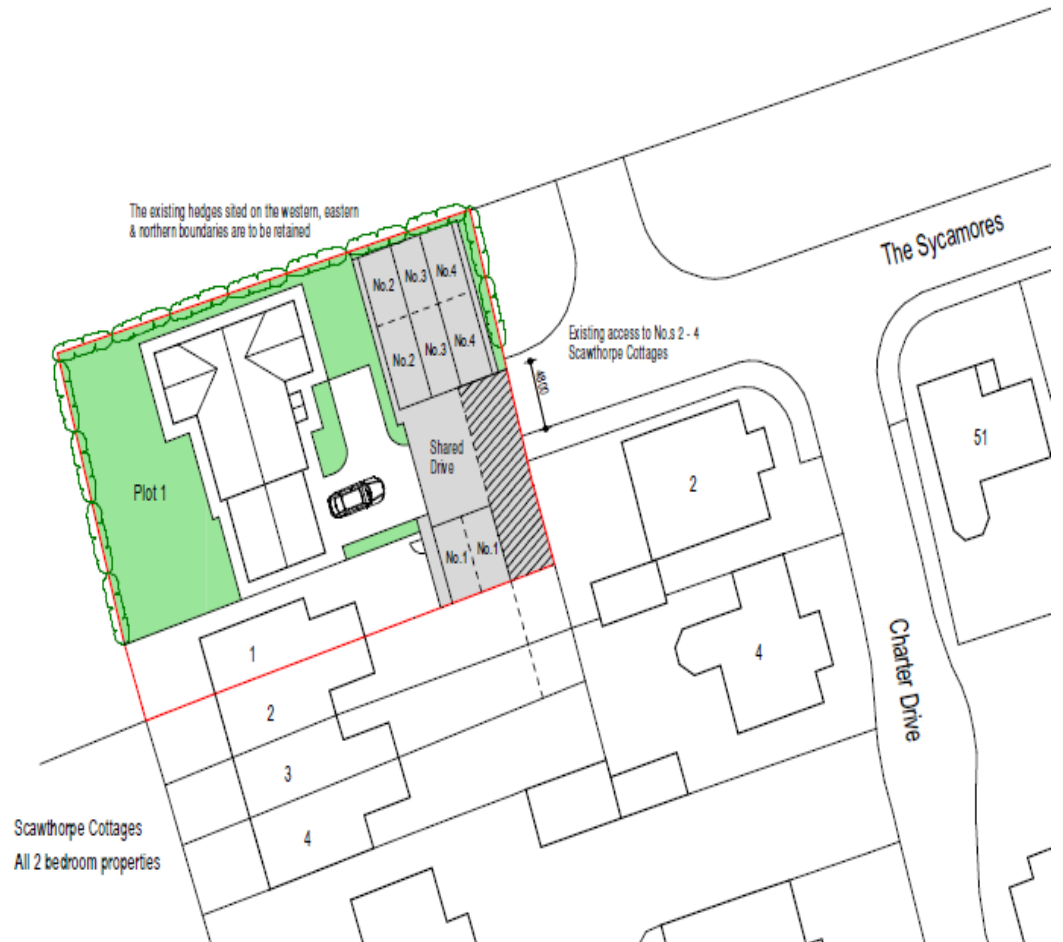 The existing hedges sited on the western, eastern
& northern boundaries are to be retained
The Sycamores
No.2
No.3
No.4
No.2
No.3
No.4
Existing access to No.s 2 - 4
Scawthorpe Cottages
4800
Shared
Drive
Plot 1
No.1
No.1
2
51
4
Charter Drive
1
2
3
4
Scawthorpe Cottages
All 2 bedroom properties